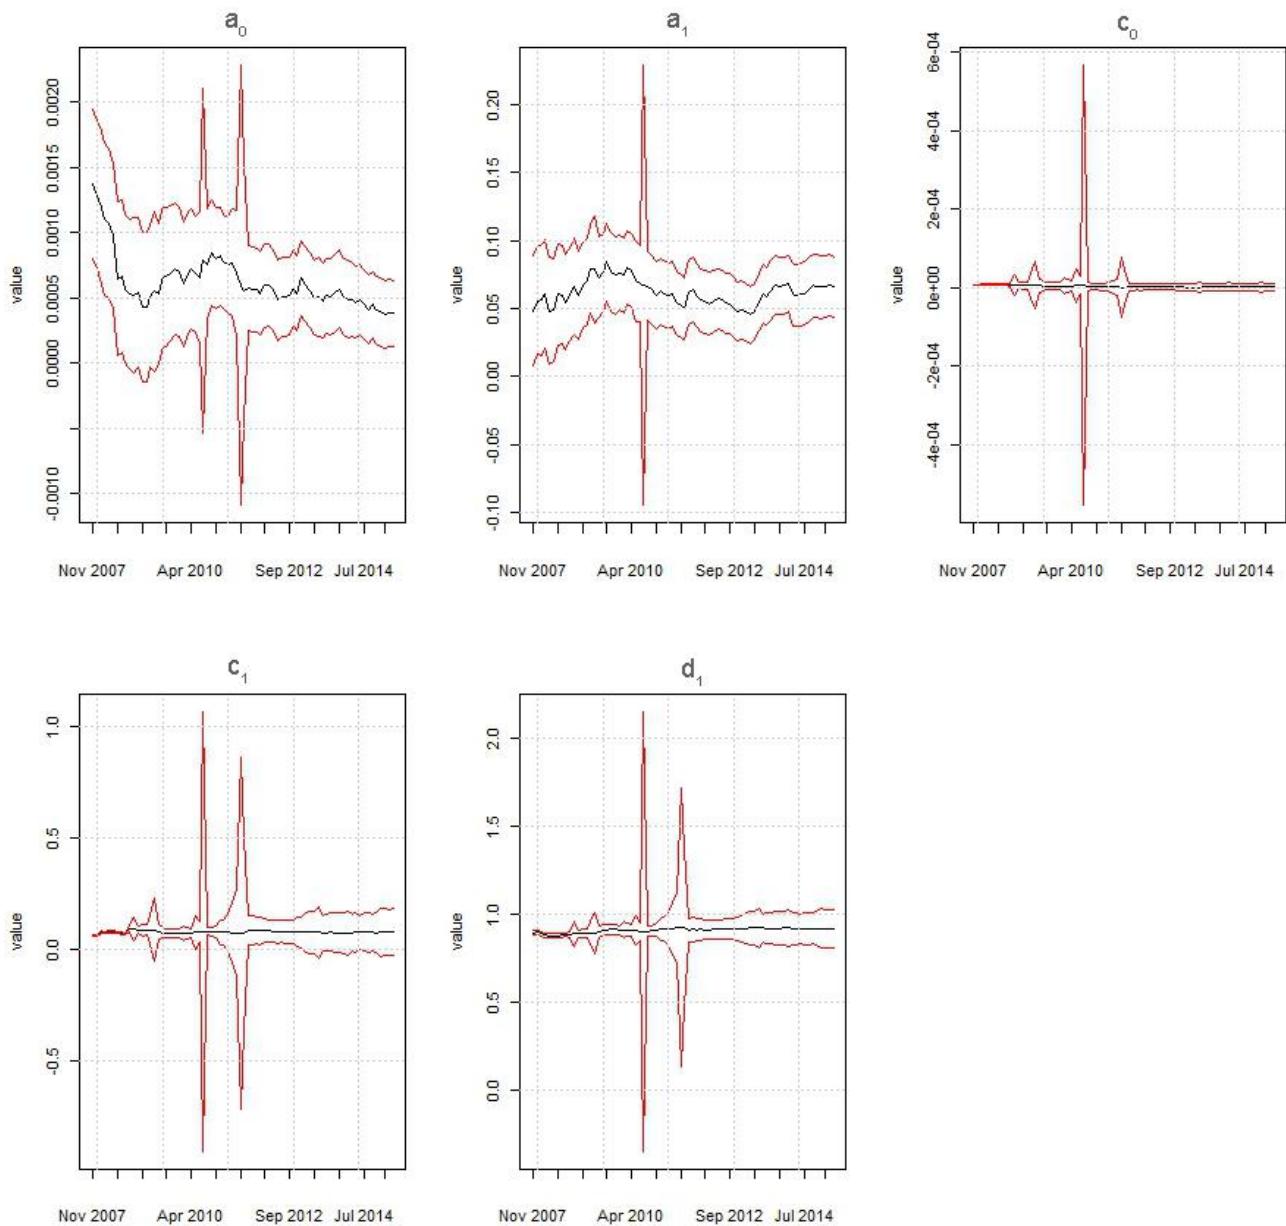 a₀
value
0.0020
0.0015
0.0010
0.0005
0.0000
-0.0010
Nov 2007 Apr 2010 Sep 2012 Jul 2014
a₁
value
0.20
0.15
0.10
0.05
0.00
-0.05
-0.10
Nov 2007 Apr 2010 Sep 2012 Jul 2014
c₀
value
6e-04
4e-04
2e-04
0e+00
-2e-04
-4e-04
Nov 2007 Apr 2010 Sep 2012 Jul 2014
c₁
value
1.0
0.5
0.0
-0.5
Nov 2007 Apr 2010 Sep 2012 Jul 2014
d₁
value
2.0
1.5
1.0
0.5
0.0
Nov 2007 Apr 2010 Sep 2012 Jul 2014